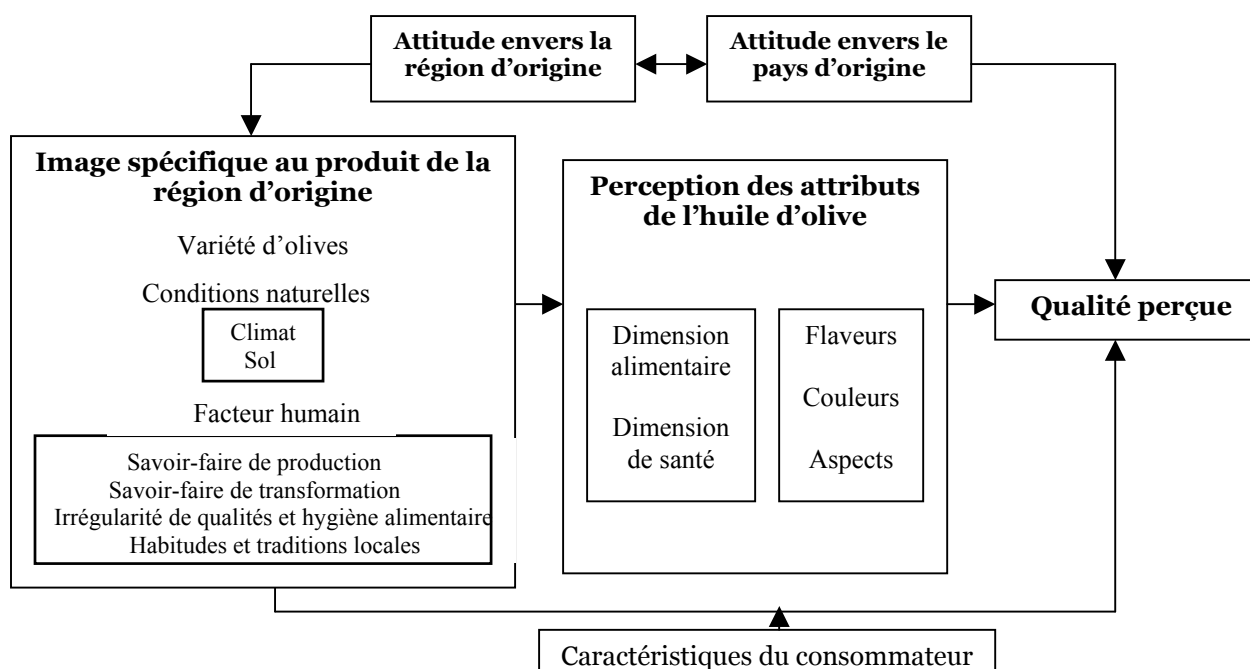 Attitude envers la
région d'origine
Attitude envers le
pays d'origine
Image spécifique au produit de la
région d'origine
Variété d'olives
Conditions naturelles
Climat
Sol
Facteur humain
Savoir-faire de production
Savoir-faire de transformation
Irrégularité de qualités et hygiène alimentaire
Habitudes et traditions locales
Perception des attributs
de l'huile d'olive
Dimension
alimentaire
Dimension
de santé
Flaveurs
Couleurs
Aspects
Qualité perçue
Caractéristiques du consommateur